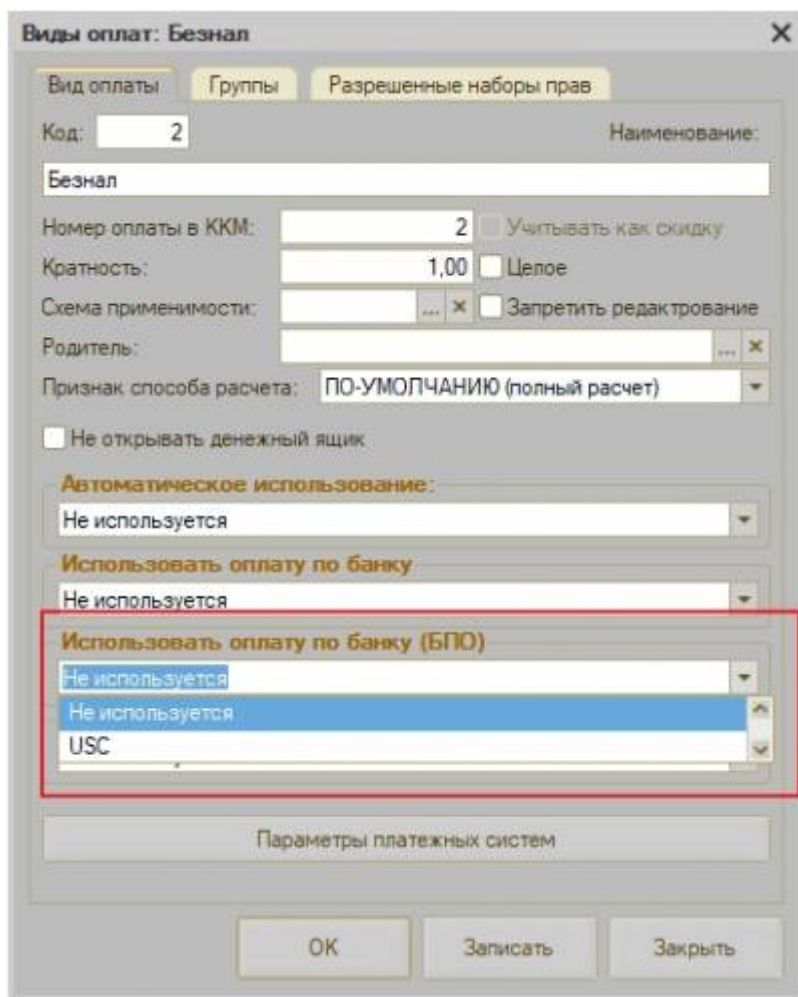 Виды оплат: Безнал
Вид оплаты Группы Разрешенные наборы прав
Код: 2 Наименование:
Безнал
Номер оплаты в ККМ: 2 Учитывать как скидку
Кратность: 1,00 Целое
Схема применимости: ... Запретить редактрование
Родитель: ...
Признак способа расчета: ПО-УМОЛЧАНИЮ (полный расчет)
Не открывать денежный ящик
Автоматическое использование:
Не используется
Использовать оплату по банку
Не используется
Использовать оплату по банку (БПО)
Не используется
Не используется
USC
Параметры платежных систем
OK Записать Закрыть